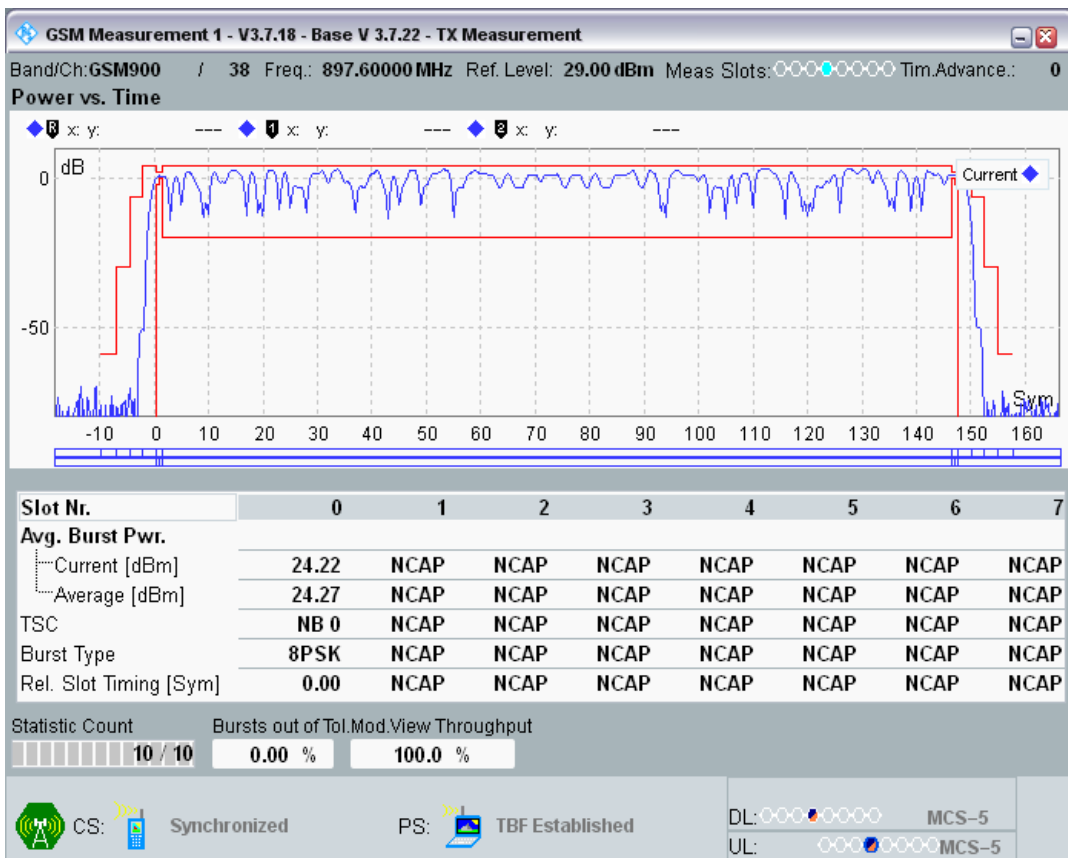 GSM Measurement 1 - V3.7.18 - Base V 3.7.22 - TX Measurement
Band/Ch:GSM900 / 38 Freq.: 897.60000 MHz Ref. Level: 29.00 dBm Meas Slots: Tim.Advance.: 0
Power vs. Time
R x: y: --- 1 x: y: --- 2 x: y: ---
dB
Current
0
-50
Sym
-10 0 10 20 30 40 50 60 70 80 90 100 110 120 130 140 150 160
Slot Nr. 0 1 2 3 4 5 6 7
Avg. Burst Pwr.
Current [dBm] 24.22 NCAP NCAP NCAP NCAP NCAP NCAP NCAP
Average [dBm] 24.27 NCAP NCAP NCAP NCAP NCAP NCAP NCAP
TSC NB 0 NCAP NCAP NCAP NCAP NCAP NCAP NCAP
Burst Type 8PSK NCAP NCAP NCAP NCAP NCAP NCAP NCAP
Rel. Slot Timing [Sym] 0.00 NCAP NCAP NCAP NCAP NCAP NCAP NCAP
Statistic Count Bursts out of Tol. Mod.View Throughput
10 / 10 0.00 % 100.0 %
CS: Synchronized PS: TBF Established DL: MCS-5
UL: MCS-5